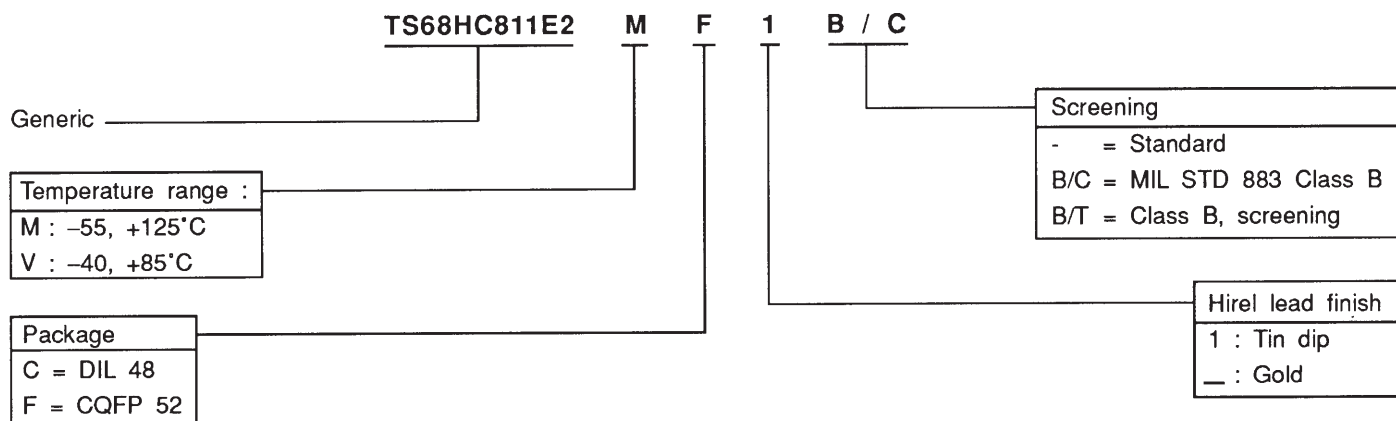 TS68HC811E2 M F 1 B / C
Generic
Screening
- = Standard
B/C = MIL STD 883 Class B
B/T = Class B, screening
Temperature range :
M : –55, +125°C
V : –40, +85°C
Hirel lead finish
1 : Tin dip
__ : Gold
Package
C = DIL 48
F = CQFP 52